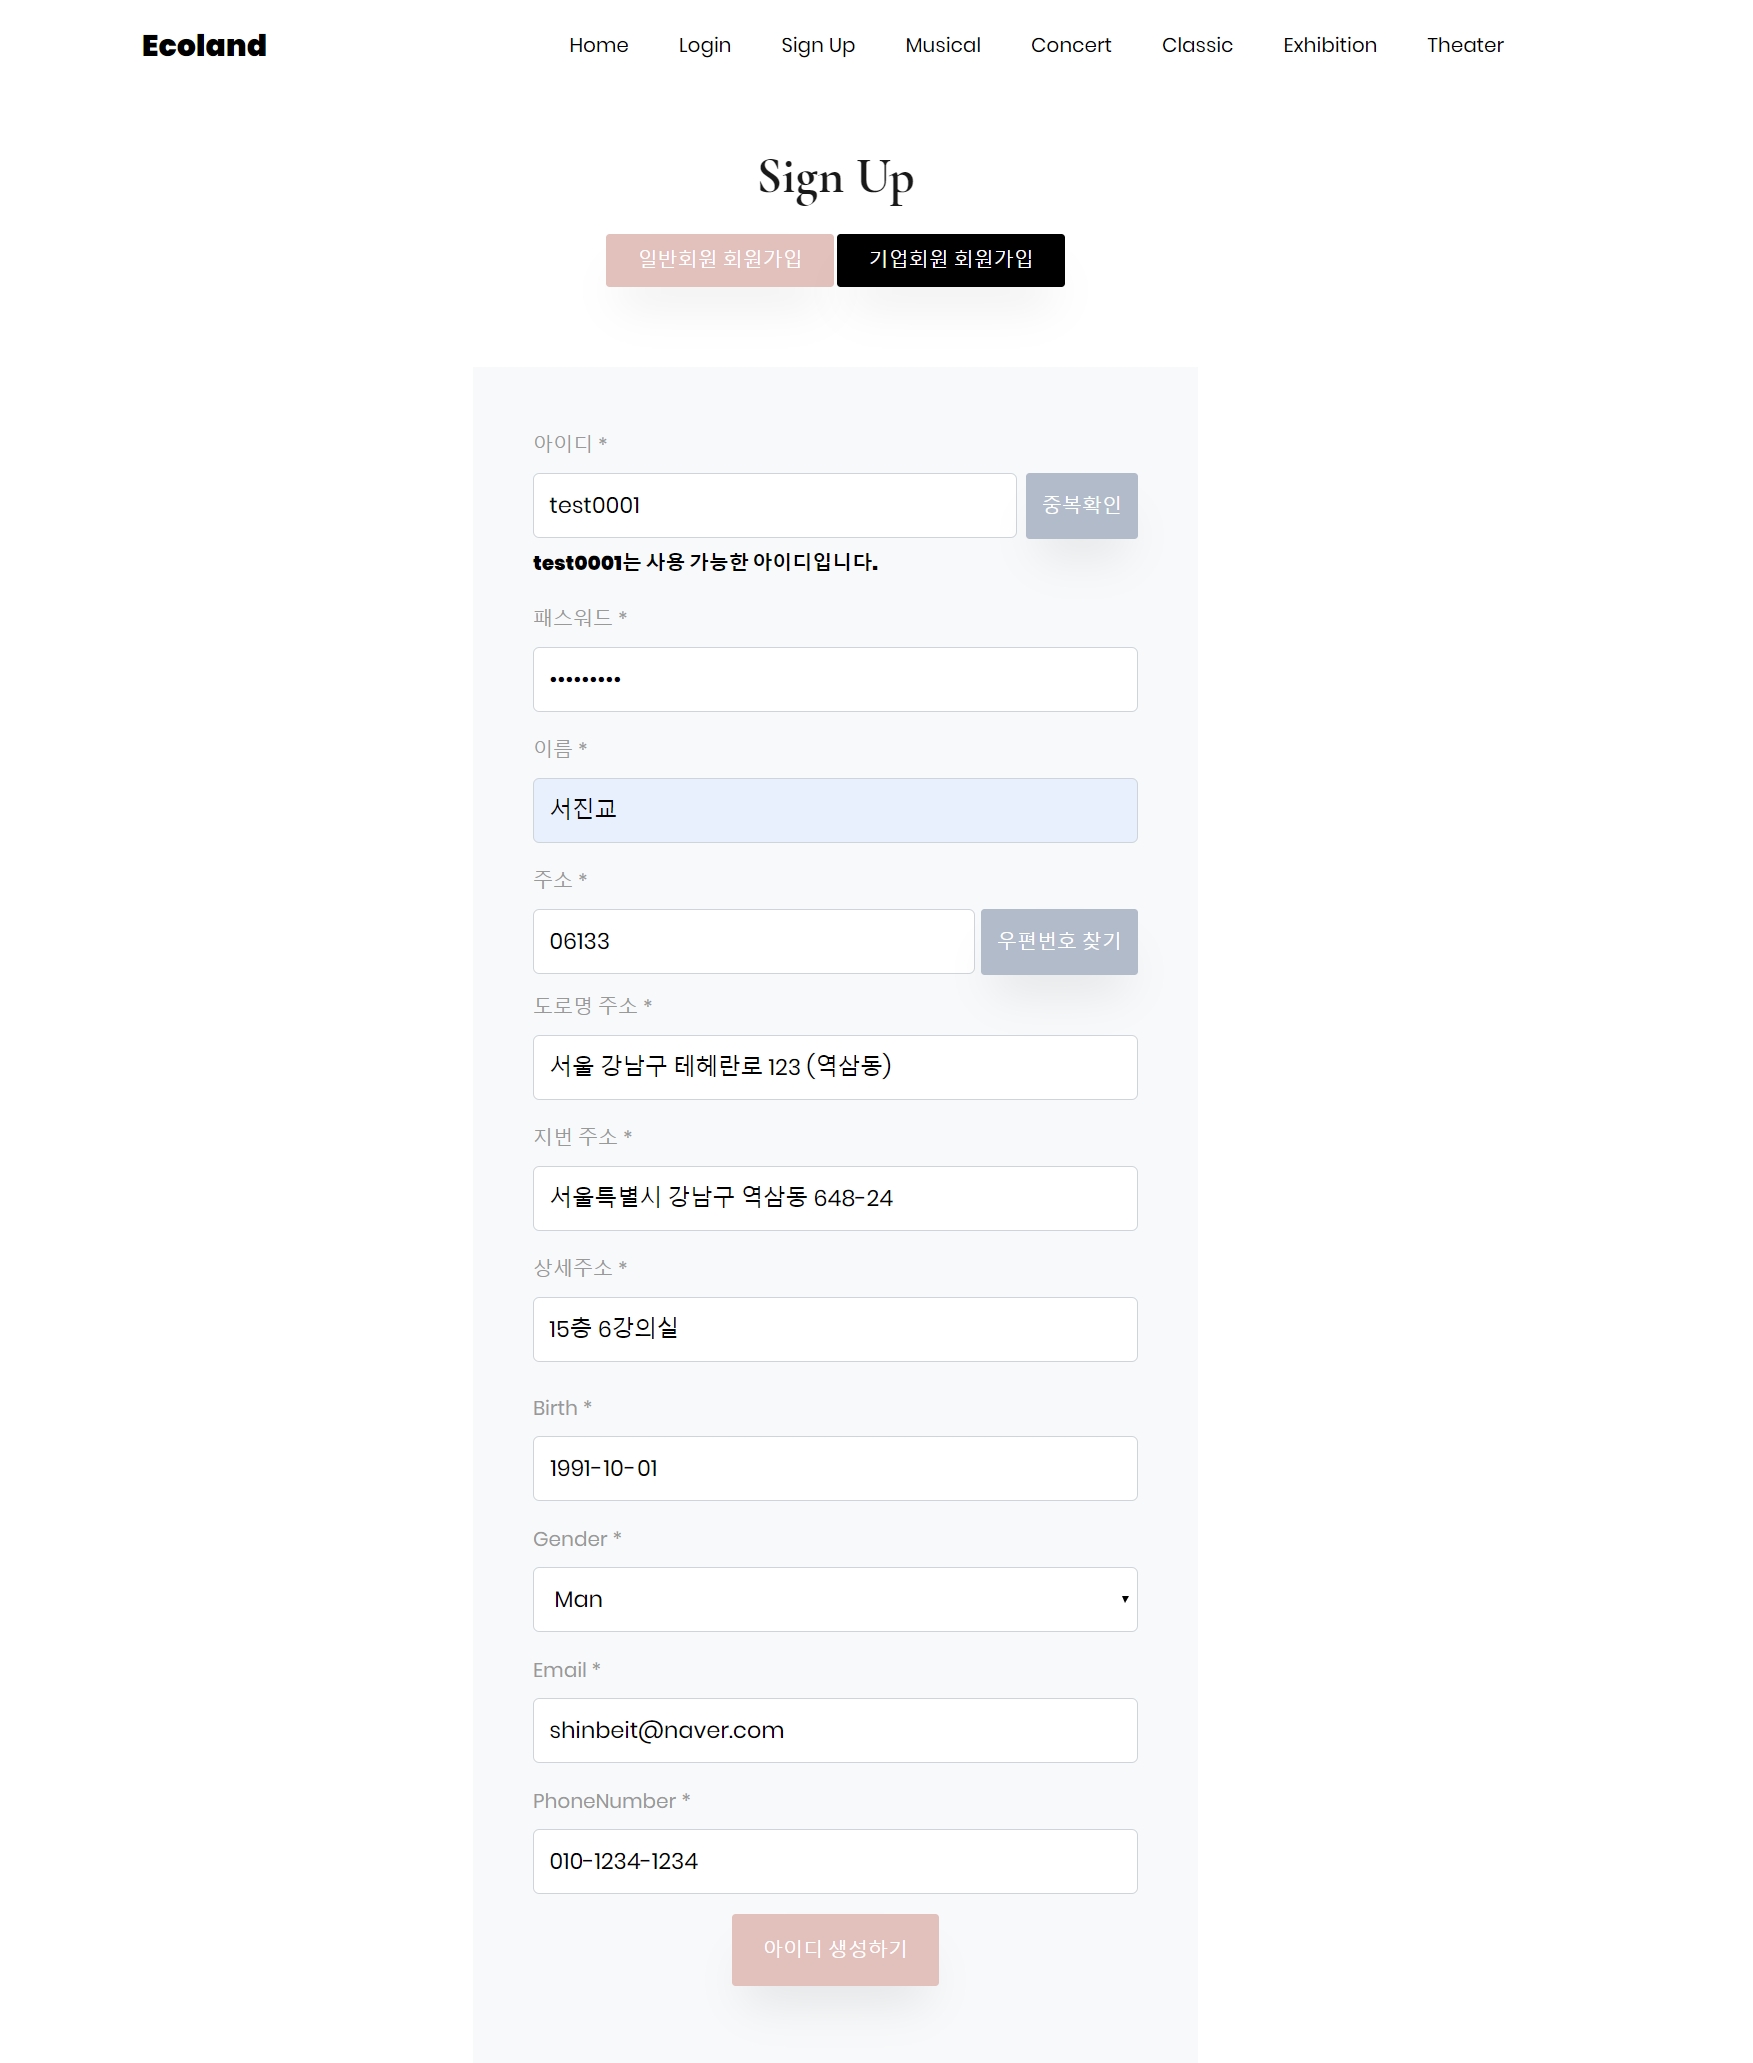 Ecoland Home Login Sign Up Musical Concert Classic Exhibition Theater
Sign Up
일반회원 회원가입 기업회원 회원가입
아이디 *
test0001 중복확인
test0001는 사용 가능한 아이디입니다.
패스워드 *
•••••••••
이름 *
서진교
주소 *
06133 우편번호 찾기
도로명 주소 *
서울 강남구 테헤란로 123 (역삼동)
지번 주소 *
서울특별시 강남구 역삼동 648-24
상세주소 *
15층 6강의실
Birth *
1991-10-01
Gender *
Man
Email *
shinbeit@naver.com
PhoneNumber *
010-1234-1234
아이디 생성하기